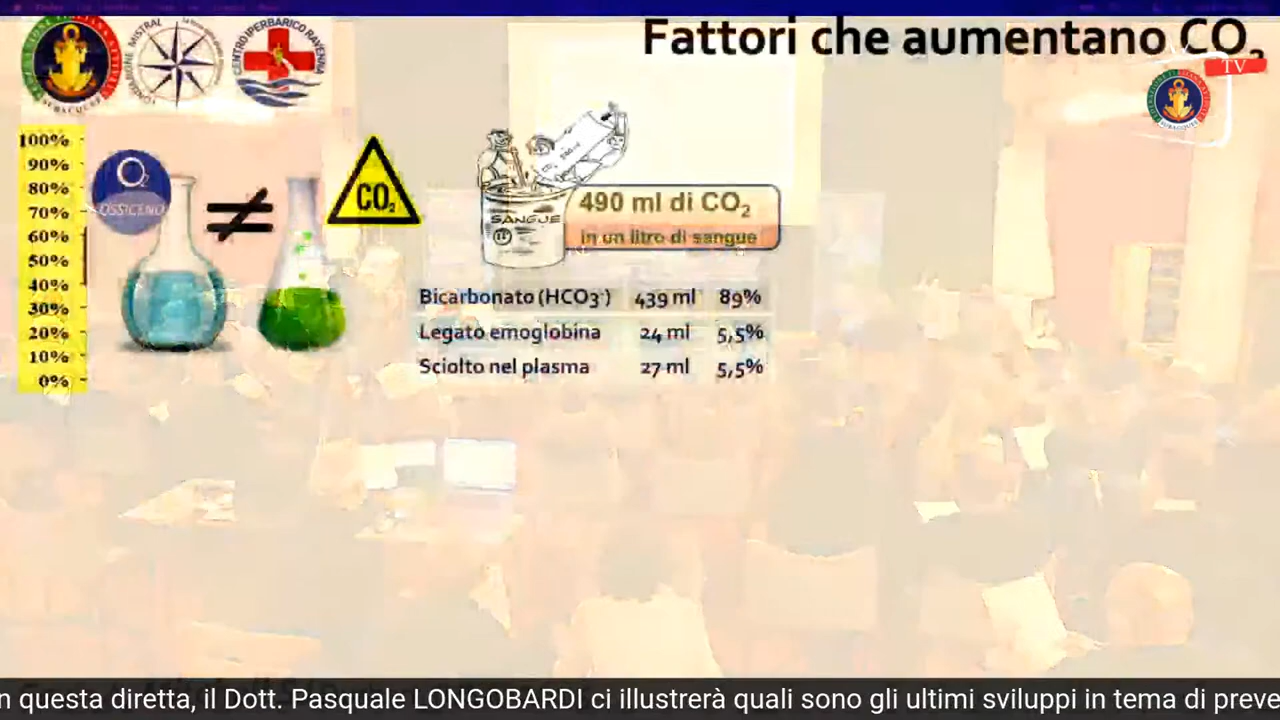 Fattori che aumentano CO₂
CENTRO IPERBARICO RAVENNA
TV
100%
90%
80%
70%
60%
50%
40%
30%
20%
10%
0%
O₂
OSSIGENO
≠
CO₂
SANGUE
490 ml di CO₂
in un litro di sangue
Bicarbonato (HCO3⁻) 439 ml 89%
Legato emoglobina 24 ml 5,5%
Sciolto nel plasma 27 ml 5,5%
n questa diretta, il Dott. Pasquale LONGOBARDI ci illustrerà quali sono gli ultimi sviluppi in tema di preve